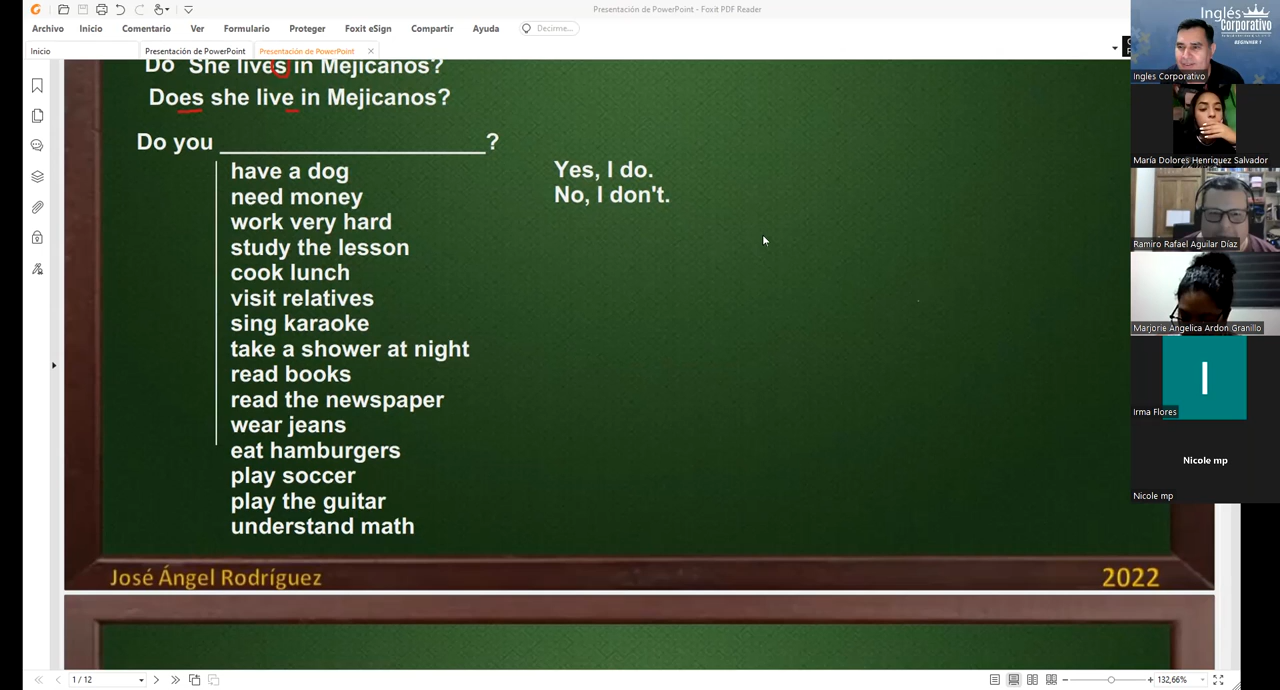 Presentación de PowerPoint - Foxit PDF Reader
Archivo Inicio Comentario Ver Formulario Proteger Foxit eSign Compartir Ayuda Decirme...
Inicio Presentación de PowerPoint Presentación de PowerPoint
Do She lives in Mejicanos?
Does she live in Mejicanos?
Do you ____________________?
have a dog
need money
work very hard
study the lesson
cook lunch
visit relatives
sing karaoke
take a shower at night
read books
read the newspaper
wear jeans
eat hamburgers
play soccer
play the guitar
understand math
Yes, I do.
No, I don't.
José Ángel Rodríguez
2022
1 / 12
132,66%
Inglés
Corporativo
BEGINNER 1
Ingles Corporativo
María Dolores Henriquez Salvador
Ramiro Rafael Aguilar Díaz
Marjorie Angelica Ardon Granillo
I
Irma Flores
Nicole mp
Nicole mp